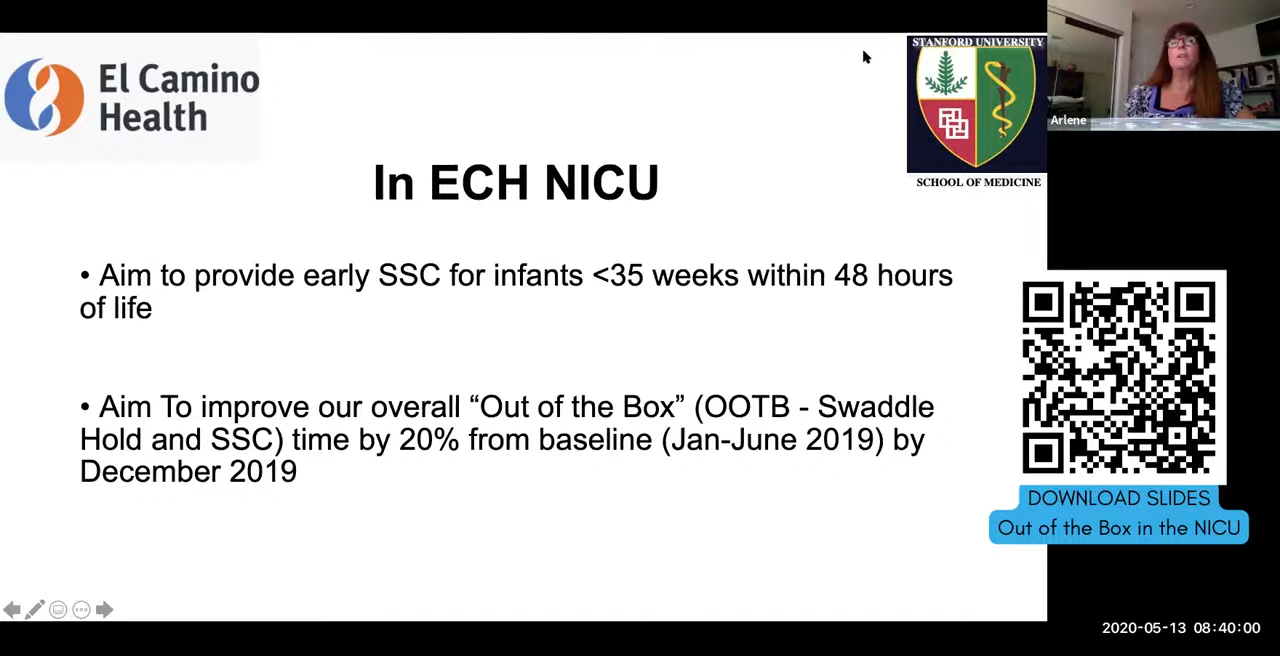 El Camino
Health
STANFORD UNIVERSITY
SCHOOL OF MEDICINE
Arlene
In ECH NICU
• Aim to provide early SSC for infants <35 weeks within 48 hours
of life
• Aim To improve our overall “Out of the Box” (OOTB - Swaddle
Hold and SSC) time by 20% from baseline (Jan-June 2019) by
December 2019
DOWNLOAD SLIDES
Out of the Box in the NICU
2020-05-13 08:40:00